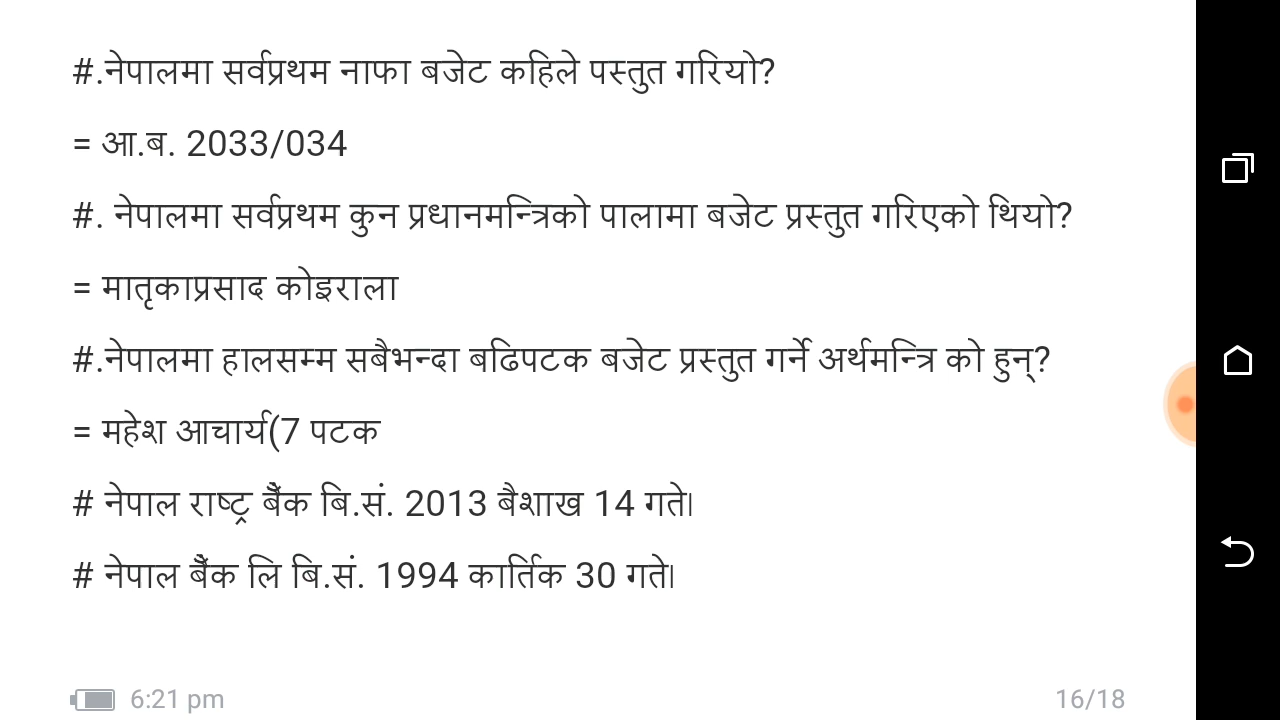 #.नेपालमा सर्वप्रथम नाफा बजेट कहिले पस्तुत गरियो?
= आ.ब. 2033/034
#. नेपालमा सर्वप्रथम कुन प्रधानमन्त्रिको पालामा बजेट प्रस्तुत गरिएको थियो?
= मातृकाप्रसाद कोइराला
#.नेपालमा हालसम्म सबैभन्दा बढिपटक बजेट प्रस्तुत गर्ने अर्थमन्त्रि को हुन्?
= महेश आचार्य(7 पटक
# नेपाल राष्ट्र बैंक बि.सं. 2013 बैशाख 14 गते।
# नेपाल बैंक लि बि.सं. 1994 कार्तिक 30 गते।
6:21 pm 16/18